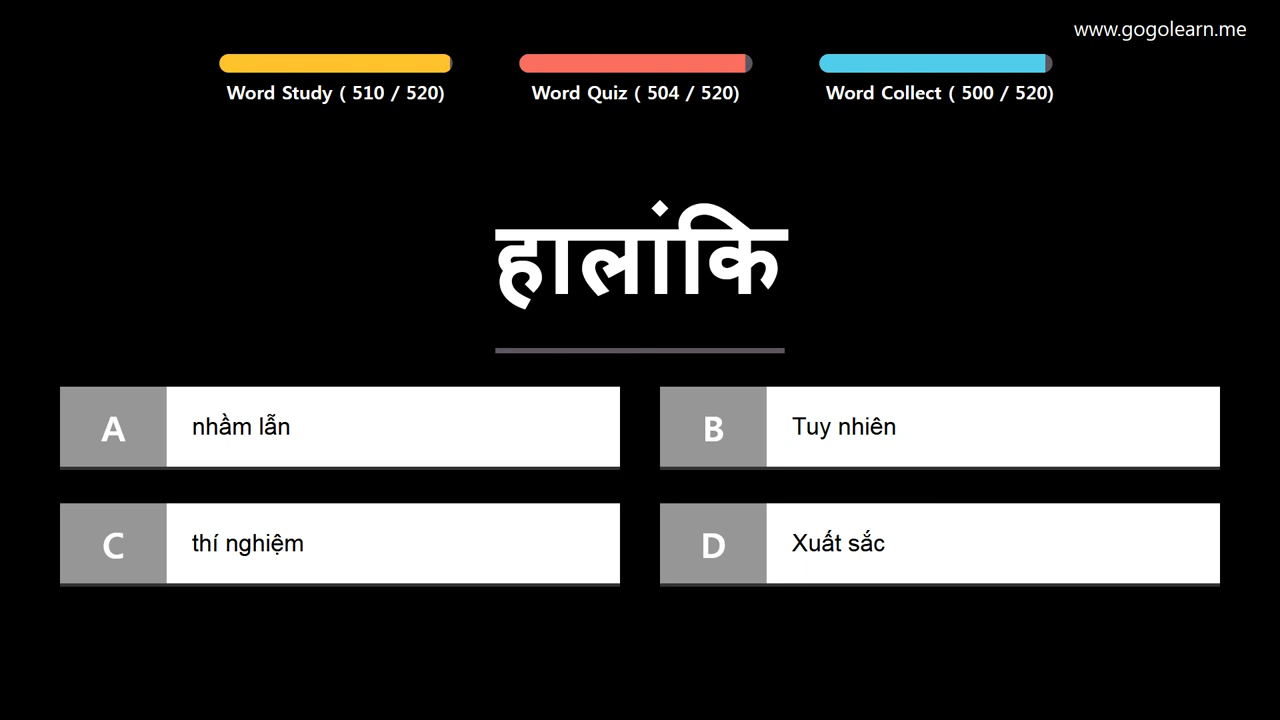 www.gogolearn.me
Word Study ( 510 / 520)
Word Quiz ( 504 / 520)
Word Collect ( 500 / 520)
हालांकि
A
nhầm lẫn
B
Tuy nhiên
C
thí nghiệm
D
Xuất sắc